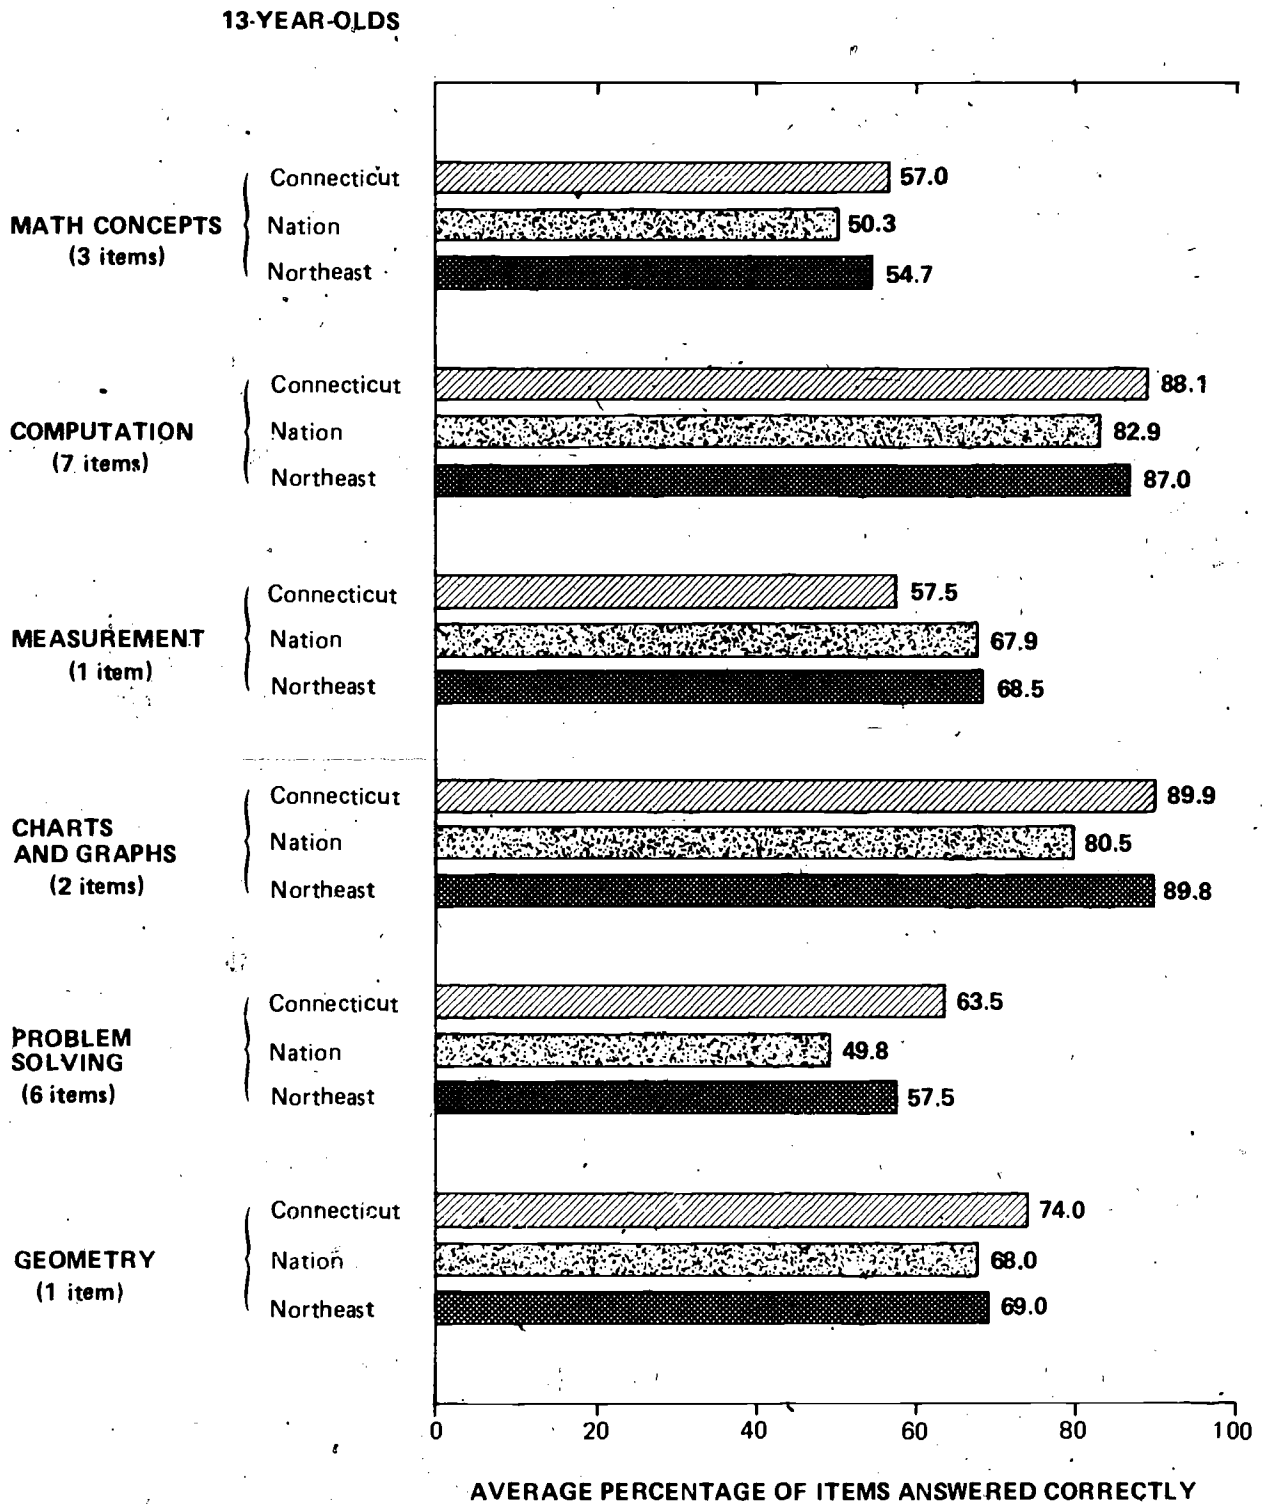 13-YEAR-OLDS
MATH CONCEPTS
(3 items)
Connecticut 57.0
Nation 50.3
Northeast 54.7
COMPUTATION
(7 items)
Connecticut 88.1
Nation 82.9
Northeast 87.0
MEASUREMENT
(1 item)
Connecticut 57.5
Nation 67.9
Northeast 68.5
CHARTS
AND GRAPHS
(2 items)
Connecticut 89.9
Nation 80.5
Northeast 89.8
PROBLEM
SOLVING
(6 items)
Connecticut 63.5
Nation 49.8
Northeast 57.5
GEOMETRY
(1 item)
Connecticut 74.0
Nation 68.0
Northeast 69.0
0 20 40 60 80 100
AVERAGE PERCENTAGE OF ITEMS ANSWERED CORRECTLY